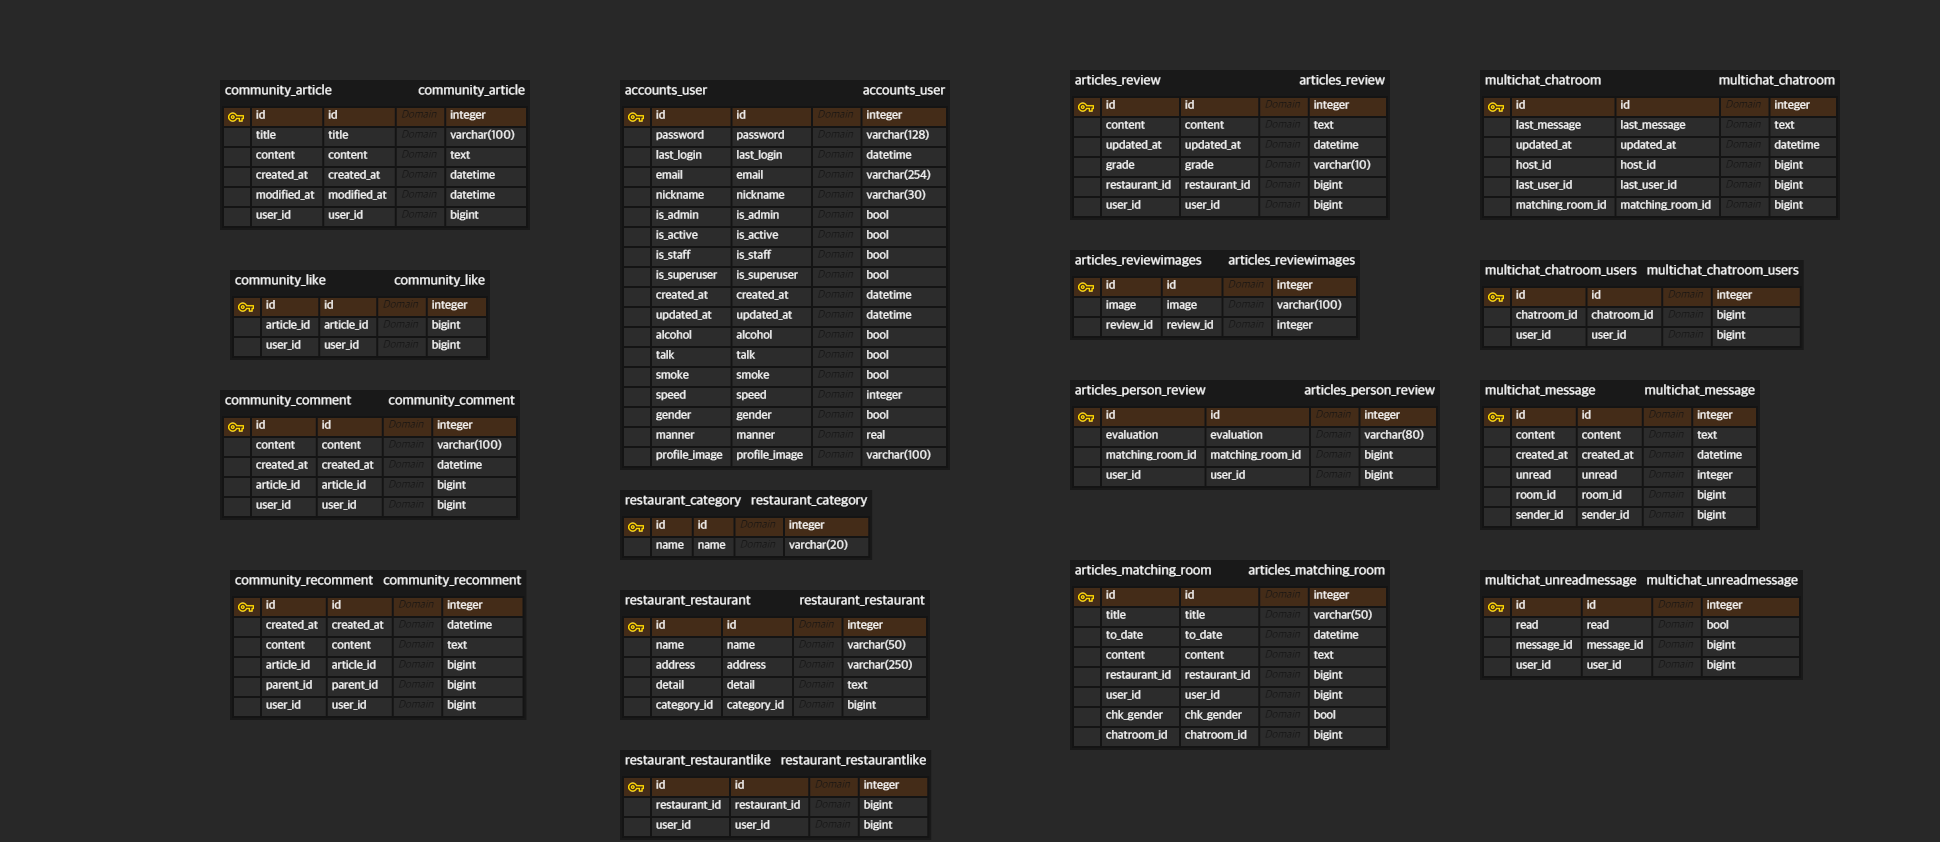 community_article community_article
id id Domain integer
title title Domain varchar(100)
content content Domain text
created_at created_at Domain datetime
modified_at modified_at Domain datetime
user_id user_id Domain bigint
community_like community_like
id id Domain integer
article_id article_id Domain bigint
user_id user_id Domain bigint
community_comment community_comment
id id Domain integer
content content Domain varchar(100)
created_at created_at Domain datetime
article_id article_id Domain bigint
user_id user_id Domain bigint
community_recomment community_recomment
id id Domain integer
created_at created_at Domain datetime
content content Domain text
article_id article_id Domain bigint
parent_id parent_id Domain bigint
user_id user_id Domain bigint
accounts_user accounts_user
id id Domain integer
password password Domain varchar(128)
last_login last_login Domain datetime
email email Domain varchar(254)
nickname nickname Domain varchar(30)
is_admin is_admin Domain bool
is_active is_active Domain bool
is_staff is_staff Domain bool
is_superuser is_superuser Domain bool
created_at created_at Domain datetime
updated_at updated_at Domain datetime
alcohol alcohol Domain bool
talk talk Domain bool
smoke smoke Domain bool
speed speed Domain integer
gender gender Domain bool
manner manner Domain real
profile_image profile_image Domain varchar(100)
restaurant_category restaurant_category
id id Domain integer
name name Domain varchar(20)
restaurant_restaurant restaurant_restaurant
id id Domain integer
name name Domain varchar(50)
address address Domain varchar(250)
detail detail Domain text
category_id category_id Domain bigint
restaurant_restaurantlike restaurant_restaurantlike
id id Domain integer
restaurant_id restaurant_id Domain bigint
user_id user_id Domain bigint
articles_review articles_review
id id Domain integer
content content Domain text
updated_at updated_at Domain datetime
grade grade Domain varchar(10)
restaurant_id restaurant_id Domain bigint
user_id user_id Domain bigint
articles_reviewimages articles_reviewimages
id id Domain integer
image image Domain varchar(100)
review_id review_id Domain integer
articles_person_review articles_person_review
id id Domain integer
evaluation evaluation Domain varchar(80)
matching_room_id matching_room_id Domain bigint
user_id user_id Domain bigint
articles_matching_room articles_matching_room
id id Domain integer
title title Domain varchar(50)
to_date to_date Domain datetime
content content Domain text
restaurant_id restaurant_id Domain bigint
user_id user_id Domain bigint
chk_gender chk_gender Domain bool
chatroom_id chatroom_id Domain bigint
multichat_chatroom multichat_chatroom
id id Domain integer
last_message last_message Domain text
updated_at updated_at Domain datetime
host_id host_id Domain bigint
last_user_id last_user_id Domain bigint
matching_room_id matching_room_id Domain bigint
multichat_chatroom_users multichat_chatroom_users
id id Domain integer
chatroom_id chatroom_id Domain bigint
user_id user_id Domain bigint
multichat_message multichat_message
id id Domain integer
content content Domain text
created_at created_at Domain datetime
unread unread Domain integer
room_id room_id Domain bigint
sender_id sender_id Domain bigint
multichat_unreadmessage multichat_unreadmessage
id id Domain integer
read read Domain bool
message_id message_id Domain bigint
user_id user_id Domain bigint